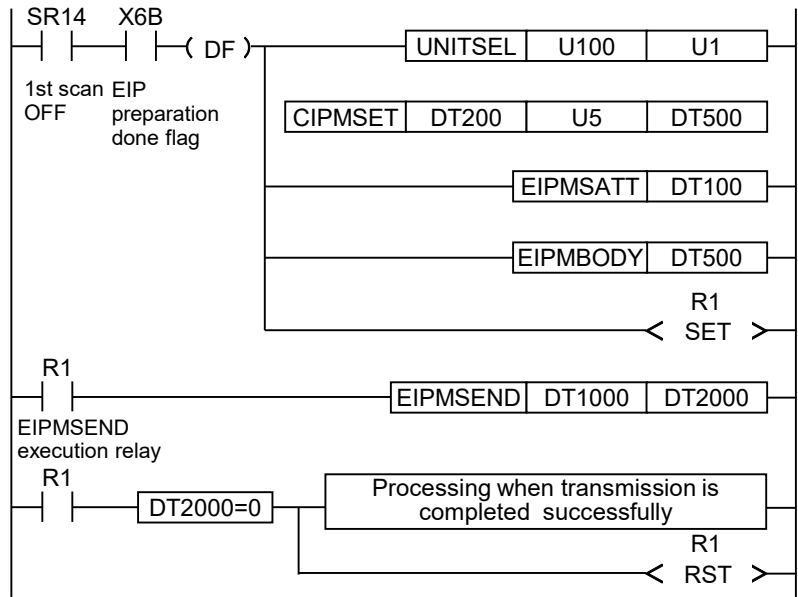 SR14 X6B
( DF ) UNITSEL U100 U1
1st scan OFF
EIP preparation done flag
CIPMSET DT200 U5 DT500
EIPMSATT DT100
EIPMBODY DT500
R1
< SET >
R1
EIPMSEND DT1000 DT2000
EIPMSEND
execution relay
R1
DT2000=0
Processing when transmission is
completed successfully
R1
< RST >